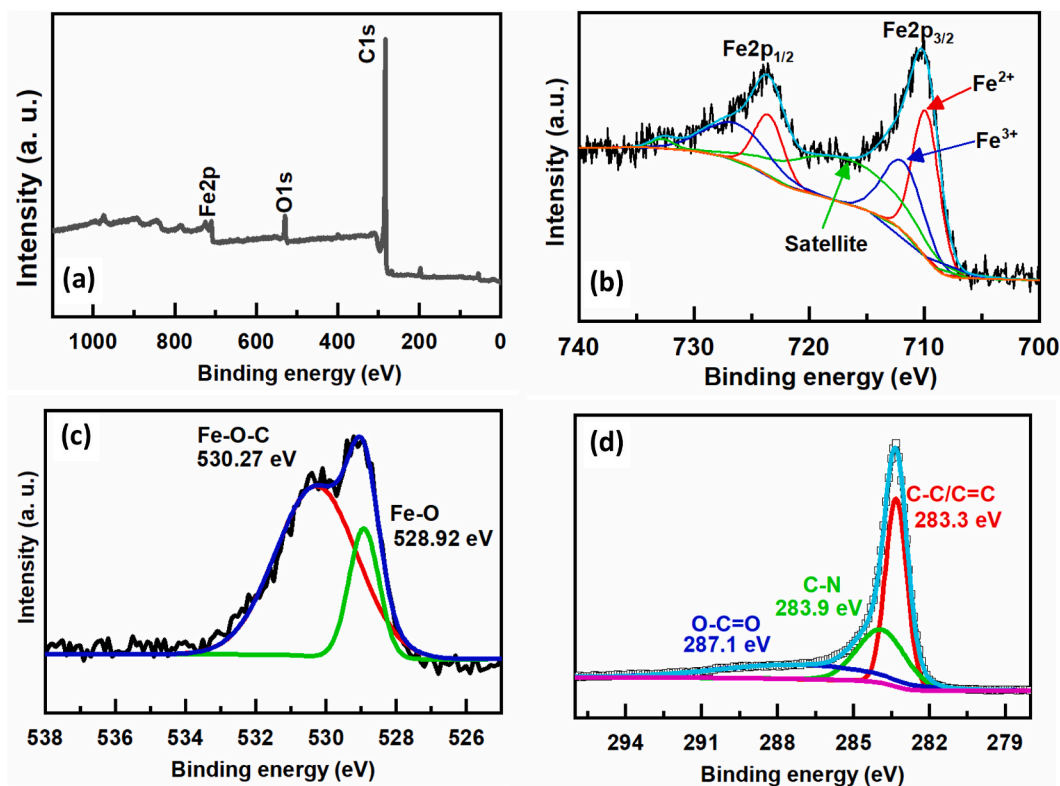 Intensity (a. u.)
C1s
Fe2p
O1s
(a)
1000 800 600 400 200 0
Binding energy (eV)
Intensity (a.u.)
Fe2p1/2
Fe2p3/2
Fe2+
Fe3+
Satellite
(b)
740 730 720 710 700
Binding energy (eV)
Intensity (a. u.)
(c)
Fe-O-C
530.27 eV
Fe-O
528.92 eV
538 536 534 532 530 528 526
Binding energy (eV)
Intensity (a. u.)
(d)
C-C/C=C
283.3 eV
C-N
283.9 eV
O-C=O
287.1 eV
294 291 288 285 282 279
Binding energy (eV)